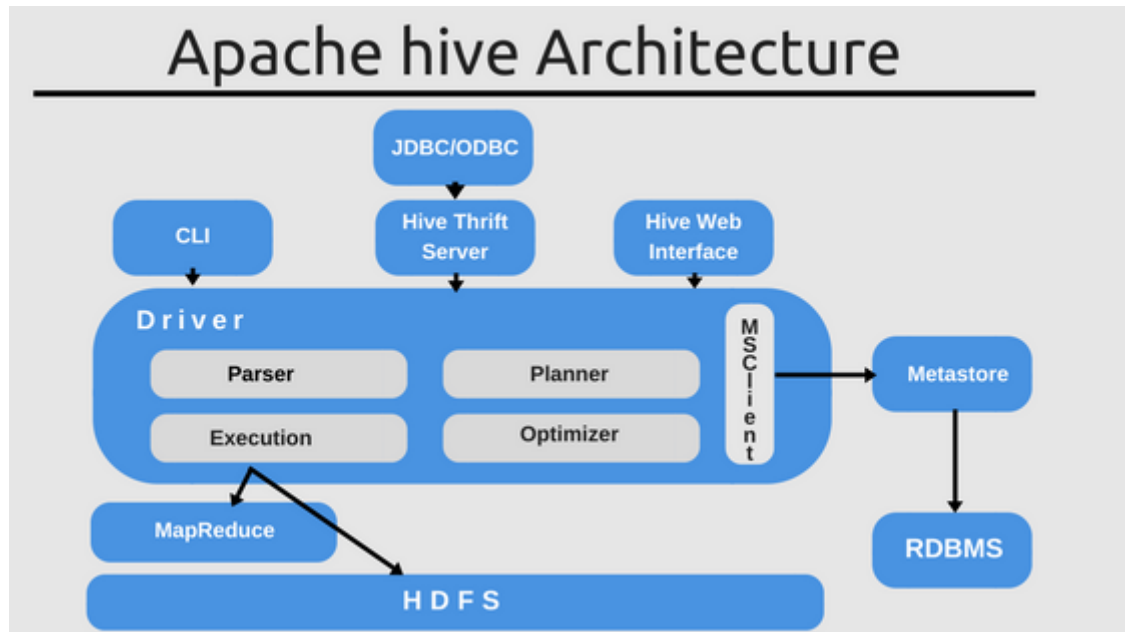 Apache hive Architecture
JDBC/ODBC
CLI
Hive Thrift
Server
Hive Web
Interface
Driver
MSClient
Parser
Planner
Metastore
Execution
Optimizer
MapReduce
RDBMS
HDFS